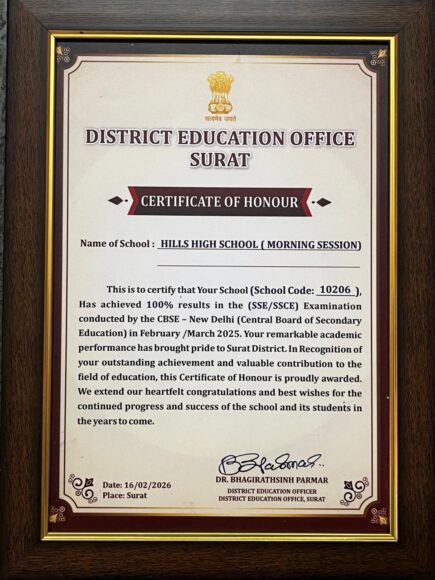 सत्यमेव जयते
DISTRICT EDUCATION OFFICE
SURAT
CERTIFICATE OF HONOUR
Name of School : HILLS HIGH SCHOOL ( MORNING SESSION)
This is to certify that Your School (School Code: 10206 ),
Has achieved 100% results in the (SSE/SSCE) Examination
conducted by the CBSE – New Delhi (Central Board of Secondary
Education) in February /March 2025. Your remarkable academic
performance has brought pride to Surat District. In Recognition of
your outstanding achievement and valuable contribution to the
field of education, this Certificate of Honour is proudly awarded.
We extend our heartfelt congratulations and best wishes for the
continued progress and success of the school and its students in
the years to come.
Date: 16/02/2026
Place: Surat
DR. BHAGIRATHSINH PARMAR
DISTRICT EDUCATION OFFICER
DISTRICT EDUCATION OFFICE, SURAT